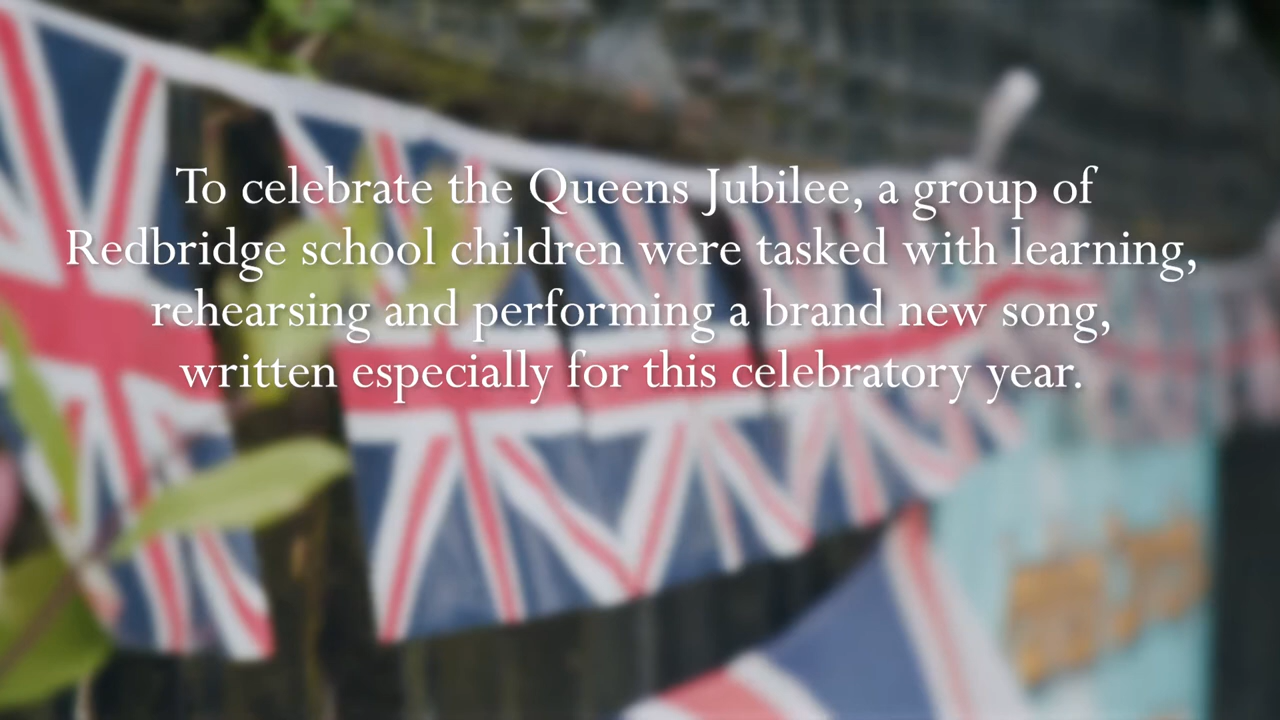 To celebrate the Queens Jubilee, a group of
Redbridge school children were tasked with learning,
rehearsing and performing a brand new song,
written especially for this celebratory year.